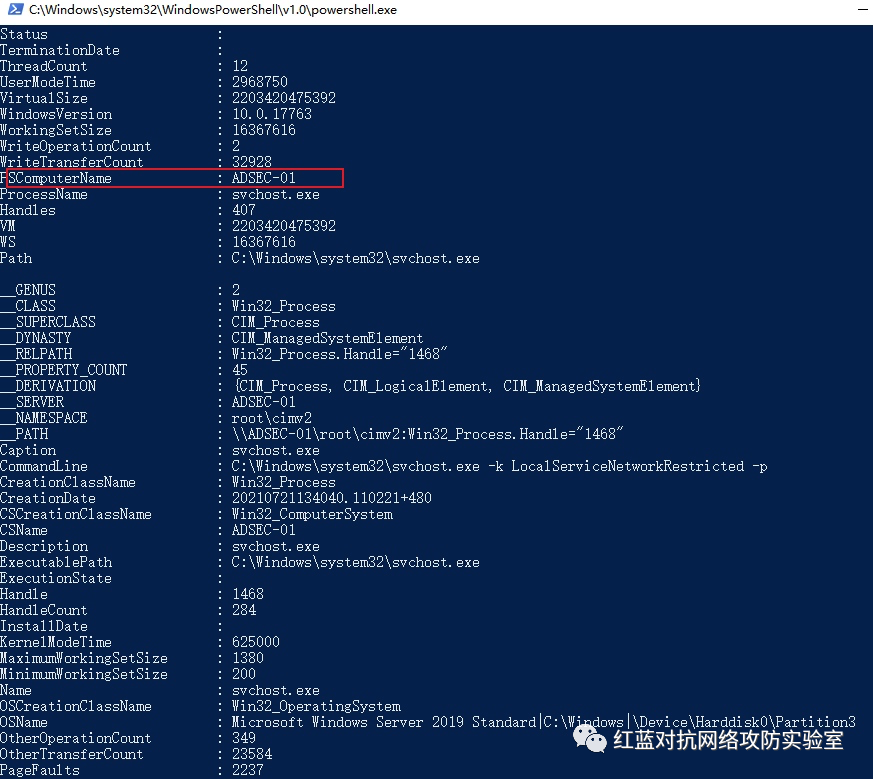 C:\Windows\system32\WindowsPowerShell\v1.0\powershell.exe
Status :
TerminationDate :
ThreadCount : 12
UserModeTime : 2968750
VirtualSize : 2203420475392
WindowsVersion : 10.0.17763
WorkingSetSize : 16367616
WriteOperationCount : 2
WriteTransferCount : 32928
PSComputerName : ADSEC-01
ProcessName : svchost.exe
Handles : 407
VM : 2203420475392
WS : 16367616
Path : C:\Windows\system32\svchost.exe
__GENUS : 2
__CLASS : Win32_Process
__SUPERCLASS : CIM_Process
__DYNASTY : CIM_ManagedSystemElement
__RELPATH : Win32_Process.Handle="1468"
__PROPERTY_COUNT : 45
__DERIVATION : {CIM_Process, CIM_LogicalElement, CIM_ManagedSystemElement}
__SERVER : ADSEC-01
__NAMESPACE : root\cimv2
__PATH : \\ADSEC-01\root\cimv2:Win32_Process.Handle="1468"
Caption : svchost.exe
CommandLine : C:\Windows\system32\svchost.exe -k LocalServiceNetworkRestricted -p
CreationClassName : Win32_Process
CreationDate : 20210721134040.110221+480
CSCreationClassName : Win32_ComputerSystem
CSName : ADSEC-01
Description : svchost.exe
ExecutablePath : C:\Windows\system32\svchost.exe
ExecutionState :
Handle : 1468
HandleCount : 284
InstallDate :
KernelModeTime : 625000
MaximumWorkingSetSize : 1380
MinimumWorkingSetSize : 200
Name : svchost.exe
OSCreationClassName : Win32_OperatingSystem
OSName : Microsoft Windows Server 2019 Standard|C:\Windows|\Device\Harddisk0\Partition3
OtherOperationCount : 349
OtherTransferCount : 23584
PageFaults : 2237
红蓝对抗网络攻防实验室